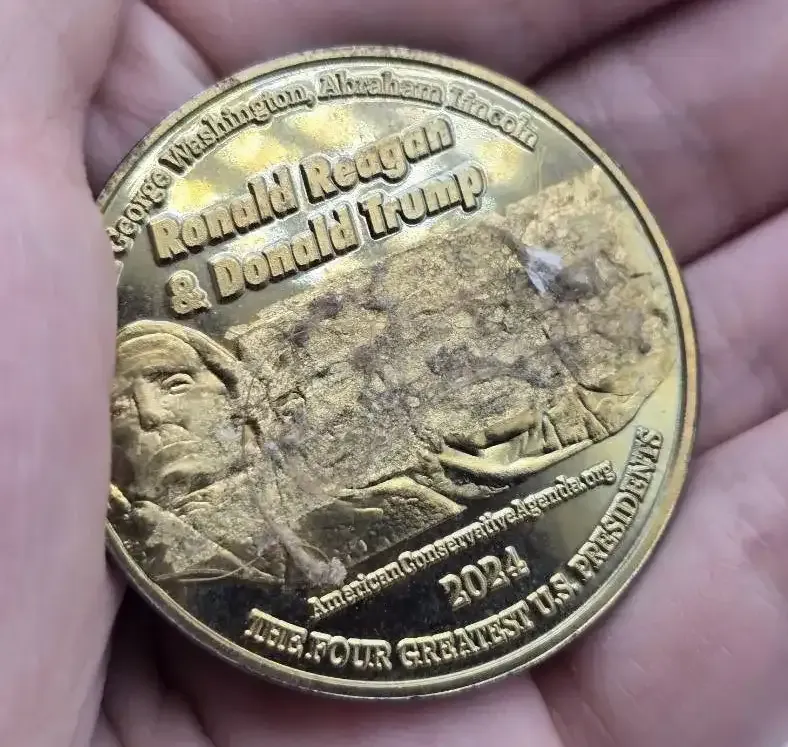 George Washington, Abraham Lincoln
Ronald Reagan
& Donald Trump
AmericanConservativeAgenda.org
2024
THE FOUR GREATEST U.S. PRESIDENTS